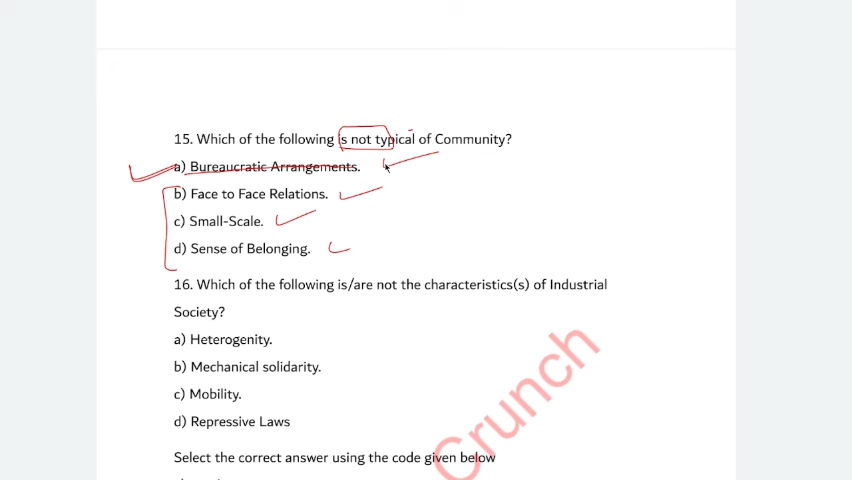 15. Which of the following is not typical of Community?
a) Bureaucratic Arrangements.
b) Face to Face Relations.
c) Small-Scale.
d) Sense of Belonging.
16. Which of the following is/are not the characteristics(s) of Industrial
Society?
a) Heterogenity.
b) Mechanical solidarity.
c) Mobility.
d) Repressive Laws
Select the correct answer using the code given below
Crunch